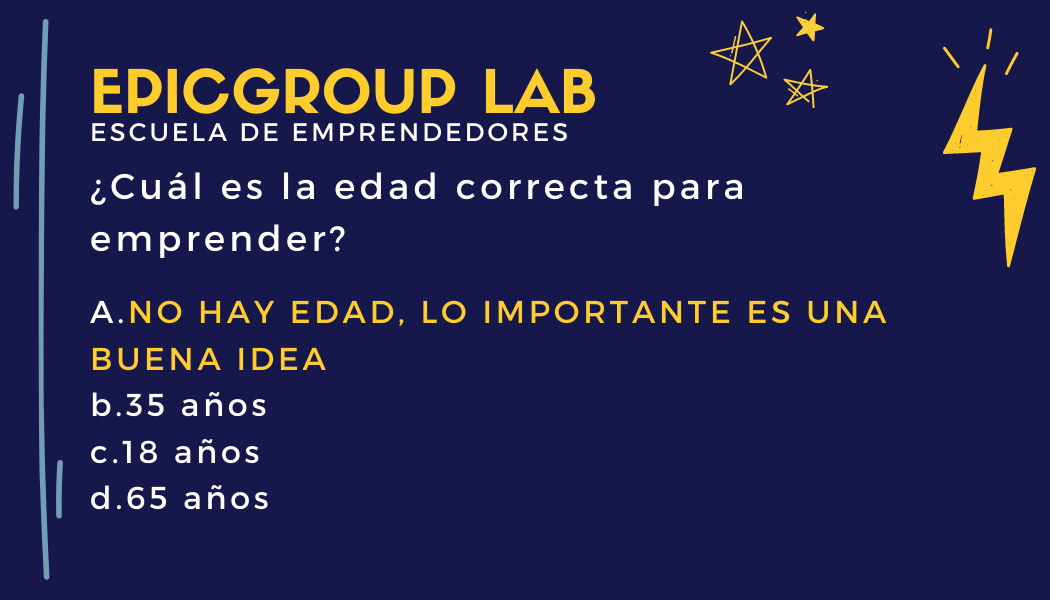 EPICGROUP LAB
ESCUELA DE EMPRENDEDORES
¿Cuál es la edad correcta para
emprender?
A.NO HAY EDAD, LO IMPORTANTE ES UNA
BUENA IDEA
b.35 años
c.18 años
d.65 años